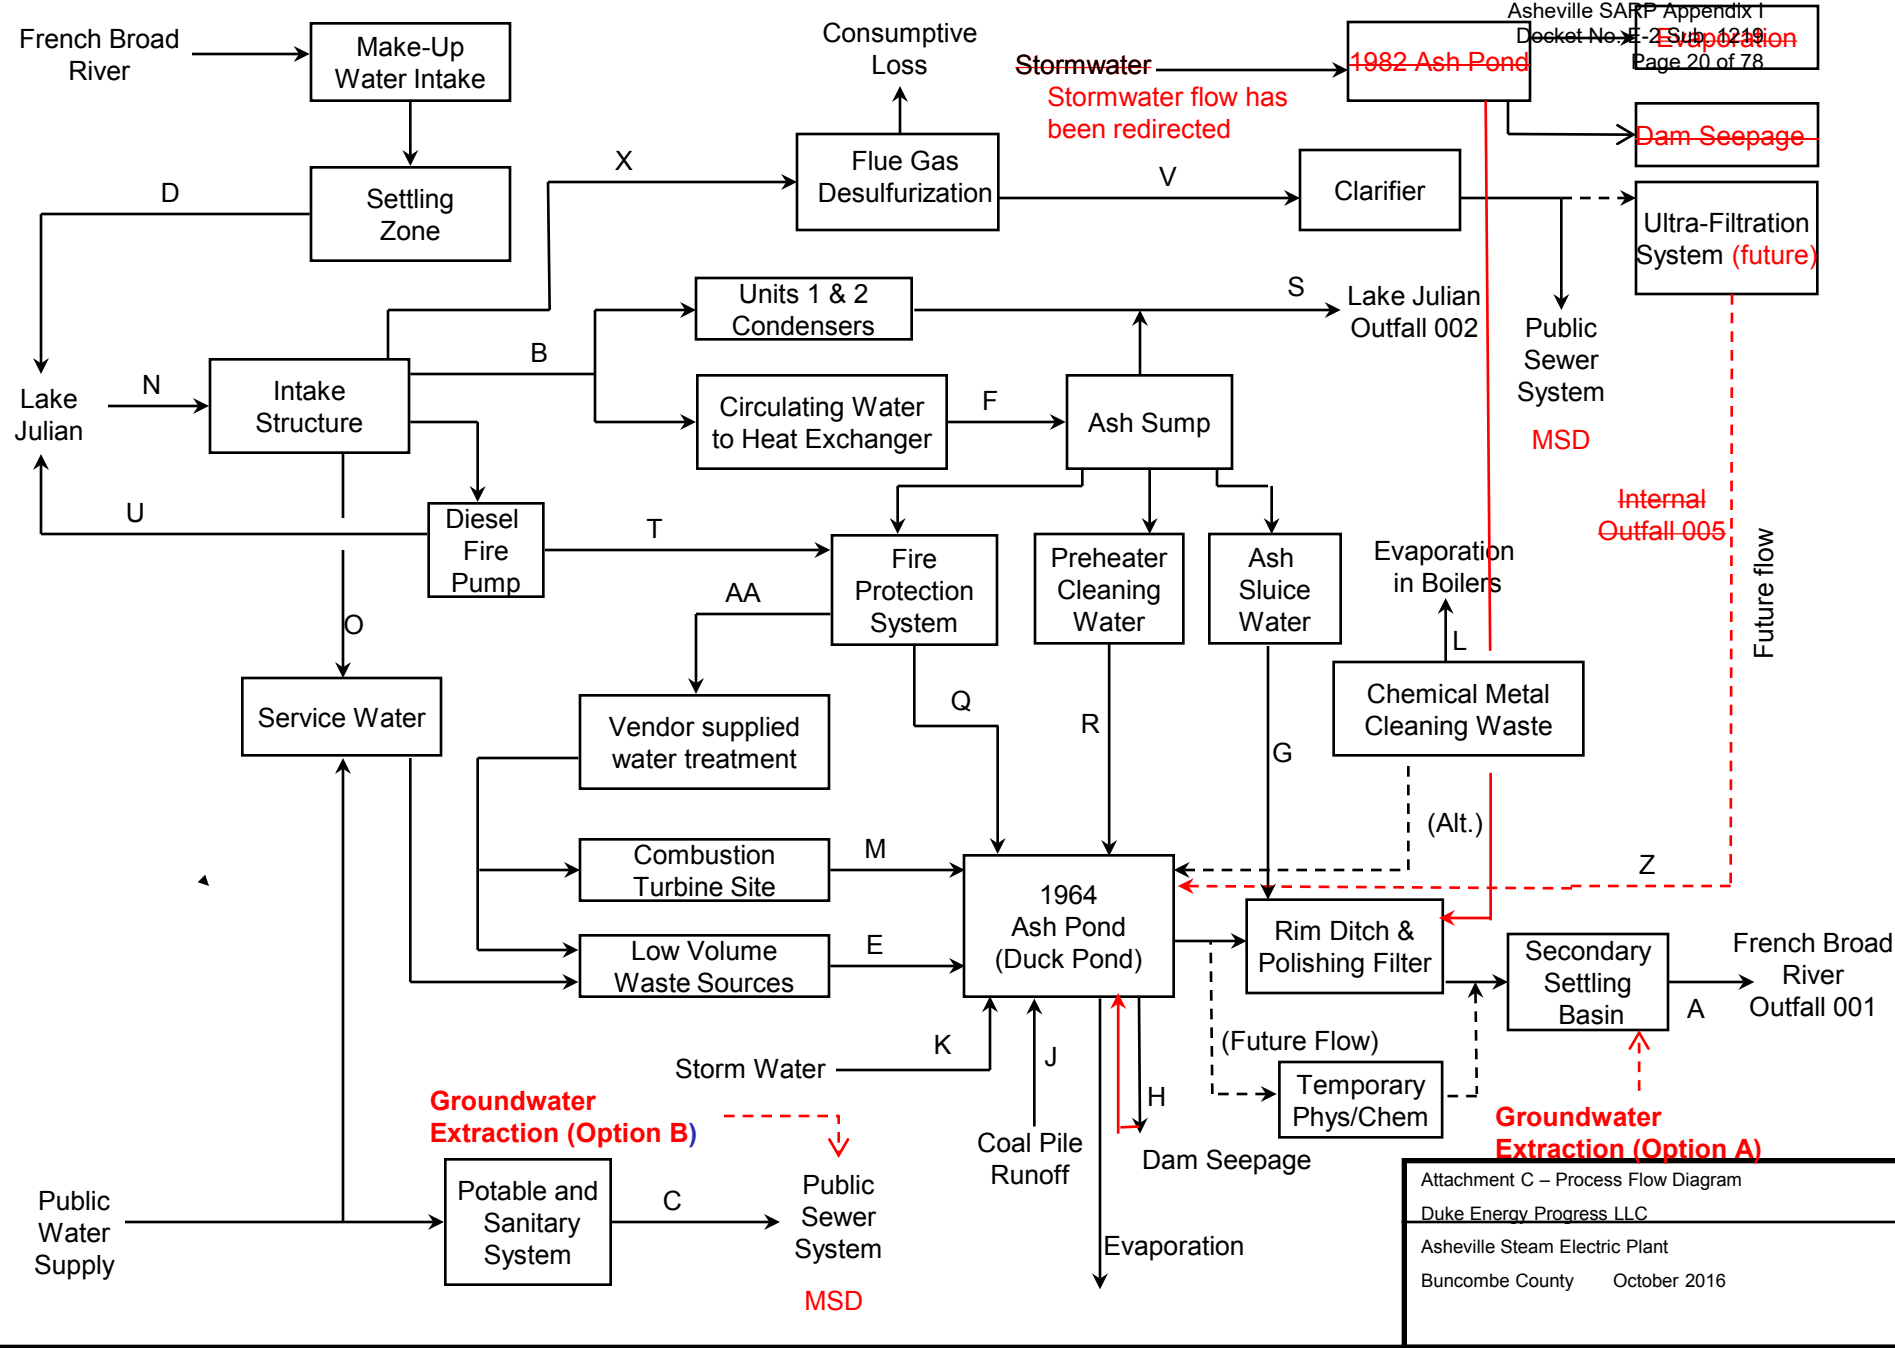 Asheville SARP Appendix I
Docket No. E-2 Sub. 1219
Page 20 of 78
French Broad
River
Make-Up
Water Intake
Consumptive
Loss
Stormwater
Stormwater flow has
been redirected
1982 Ash Pond
Evaporation
Dam Seepage
D
Settling
Zone
X
Flue Gas
Desulfurization
V
Clarifier
Ultra-Filtration
System (future)
Units 1 & 2
Condensers
S
Lake Julian
Outfall 002
Public
Sewer
System
MSD
B
Lake
Julian
N
Intake
Structure
Circulating Water
to Heat Exchanger
F
Ash Sump
Internal
Outfall 005
Future flow
U
Diesel
Fire
Pump
T
Fire
Protection
System
Preheater
Cleaning
Water
Ash
Sluice
Water
Evaporation
in Boilers
L
AA
O
Service Water
Vendor supplied
water treatment
Q
R
G
Chemical Metal
Cleaning Waste
(Alt.)
Z
Combustion
Turbine Site
M
1964
Ash Pond
(Duck Pond)
Low Volume
Waste Sources
E
Rim Ditch &
Polishing Filter
Secondary
Settling
Basin
A
French Broad
River
Outfall 001
Storm Water
K
J
H
(Future Flow)
Temporary
Phys/Chem
Coal Pile
Runoff
Dam Seepage
Evaporation
Groundwater
Extraction (Option B)
Groundwater
Extraction (Option A)
Public
Water
Supply
Potable and
Sanitary
System
C
Public
Sewer
System
MSD
Attachment C – Process Flow Diagram
Duke Energy Progress LLC
Asheville Steam Electric Plant
Buncombe County October 2016